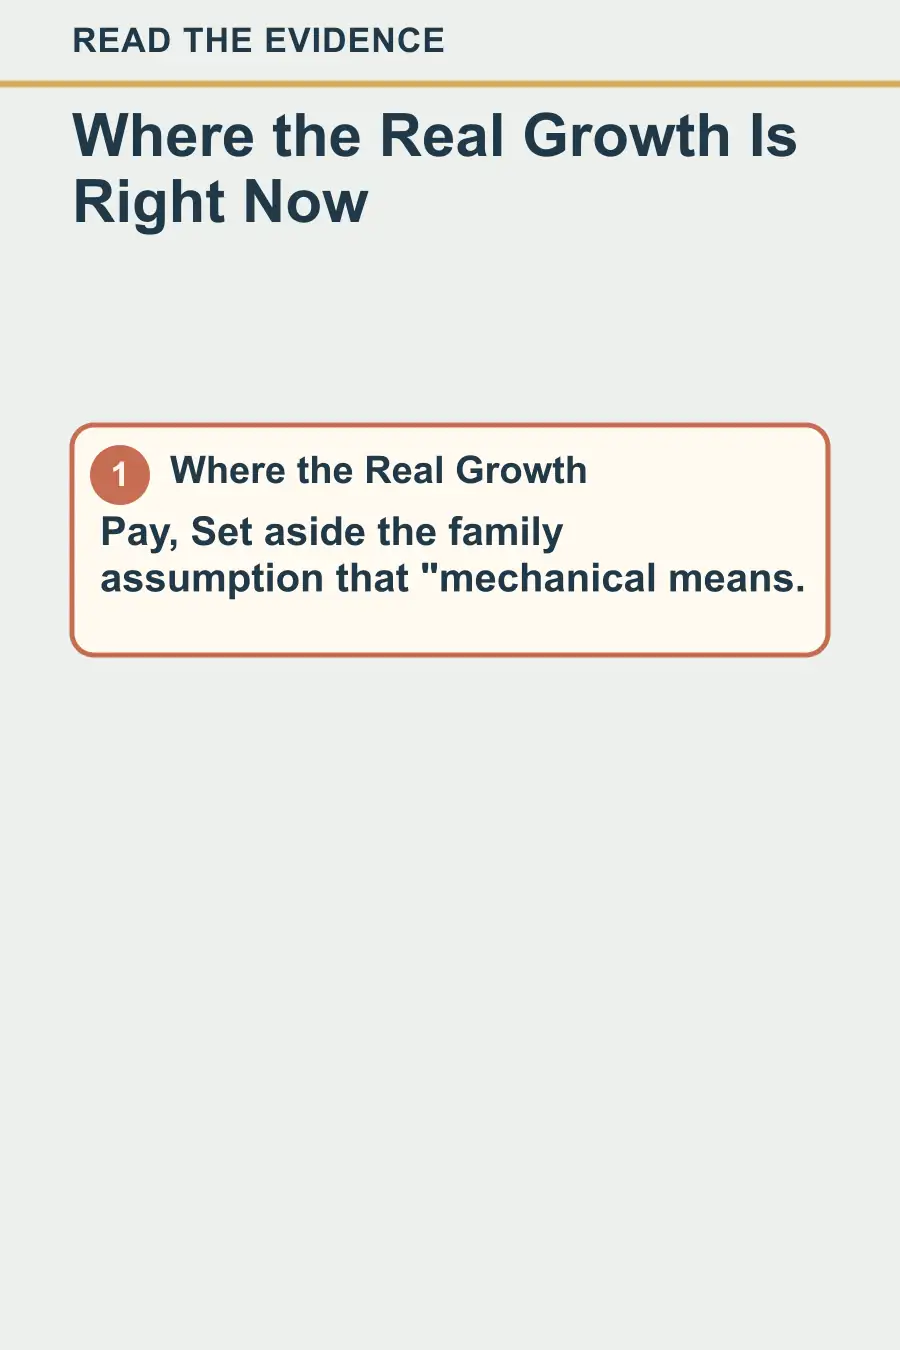 READ THE EVIDENCE
Where the Real Growth Is
Right Now
1 Where the Real Growth
Pay, Set aside the family
assumption that "mechanical means.